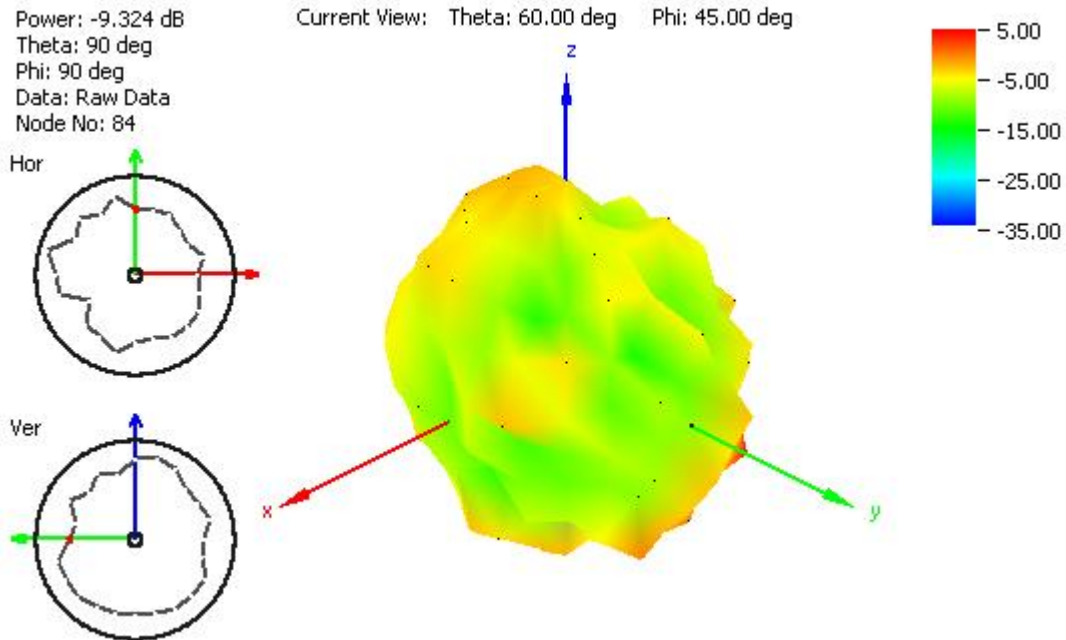 Power: -9.324 dB
Theta: 90 deg
Phi: 90 deg
Data: Raw Data
Node No: 84
Current View: Theta: 60.00 deg Phi: 45.00 deg
Hor
Ver
z
x
y
5.00
-5.00
-15.00
-25.00
-35.00